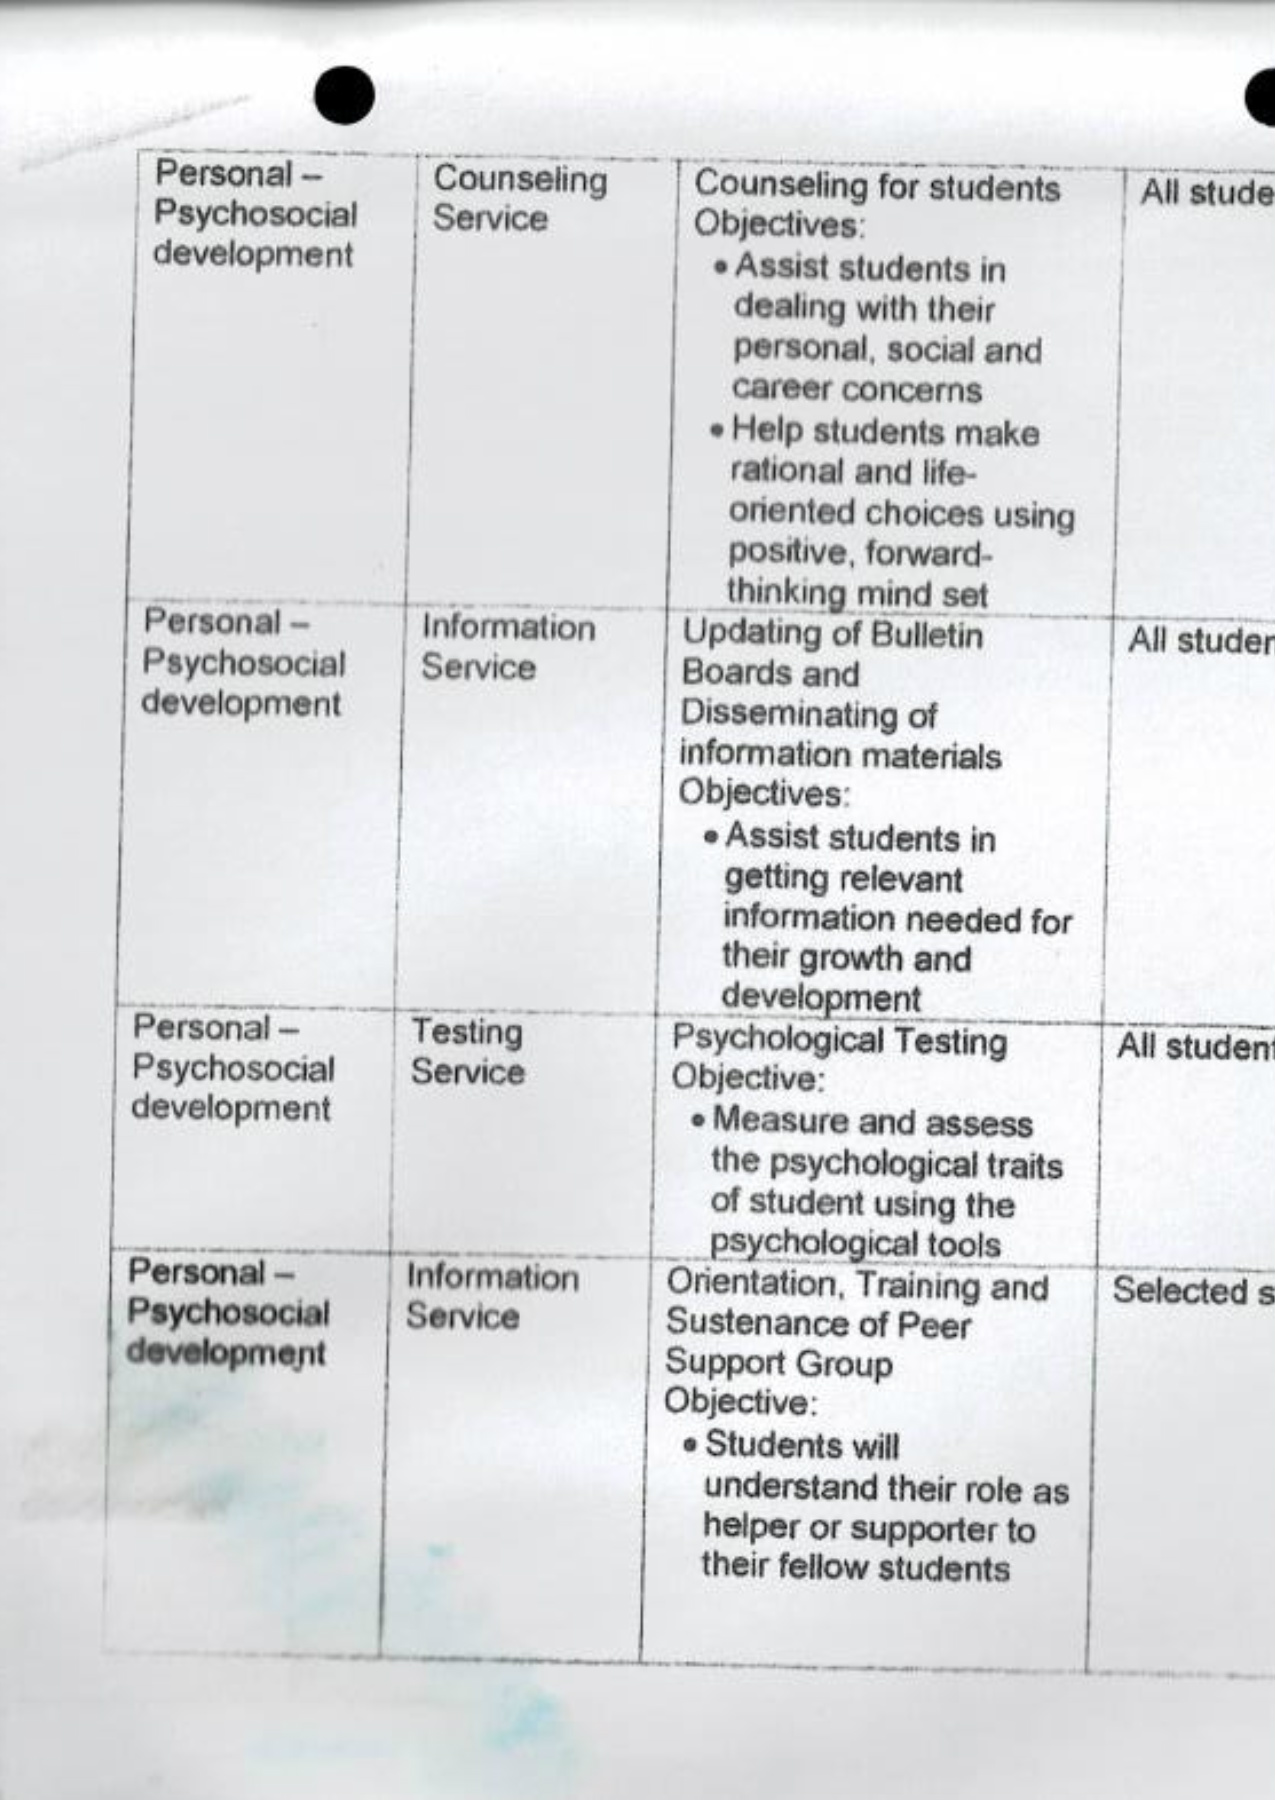 Personal –
Psychosocial
development
Counseling
Service
Counseling for students
Objectives:
• Assist students in
dealing with their
personal, social and
career concerns
• Help students make
rational and life-
oriented choices using
positive, forward-
thinking mind set
All stude
Personal –
Psychosocial
development
Information
Service
Updating of Bulletin
Boards and
Disseminating of
information materials
Objectives:
• Assist students in
getting relevant
information needed for
their growth and
development
All studen
Personal –
Psychosocial
development
Testing
Service
Psychological Testing
Objective:
• Measure and assess
the psychological traits
of student using the
psychological tools
All student
Personal –
Psychosocial
development
Information
Service
Orientation, Training and
Sustenance of Peer
Support Group
Objective:
• Students will
understand their role as
helper or supporter to
their fellow students
Selected s